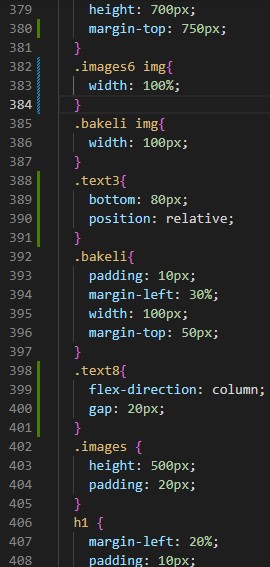 379 height: 700px;
380 margin-top: 750px;
381 }
382 .images6 img{
383 width: 100%;
384 }
385 .bakeli img{
386 width: 100px;
387 }
388 .text3{
389 bottom: 80px;
390 position: relative;
391 }
392 .bakeli{
393 padding: 10px;
394 margin-left: 30%;
395 width: 100px;
396 margin-top: 50px;
397 }
398 .text8{
399 flex-direction: column;
400 gap: 20px;
401 }
402 .images {
403 height: 500px;
404 padding: 20px;
405 }
406 h1 {
407 margin-left: 20%;
408 padding: 10px;